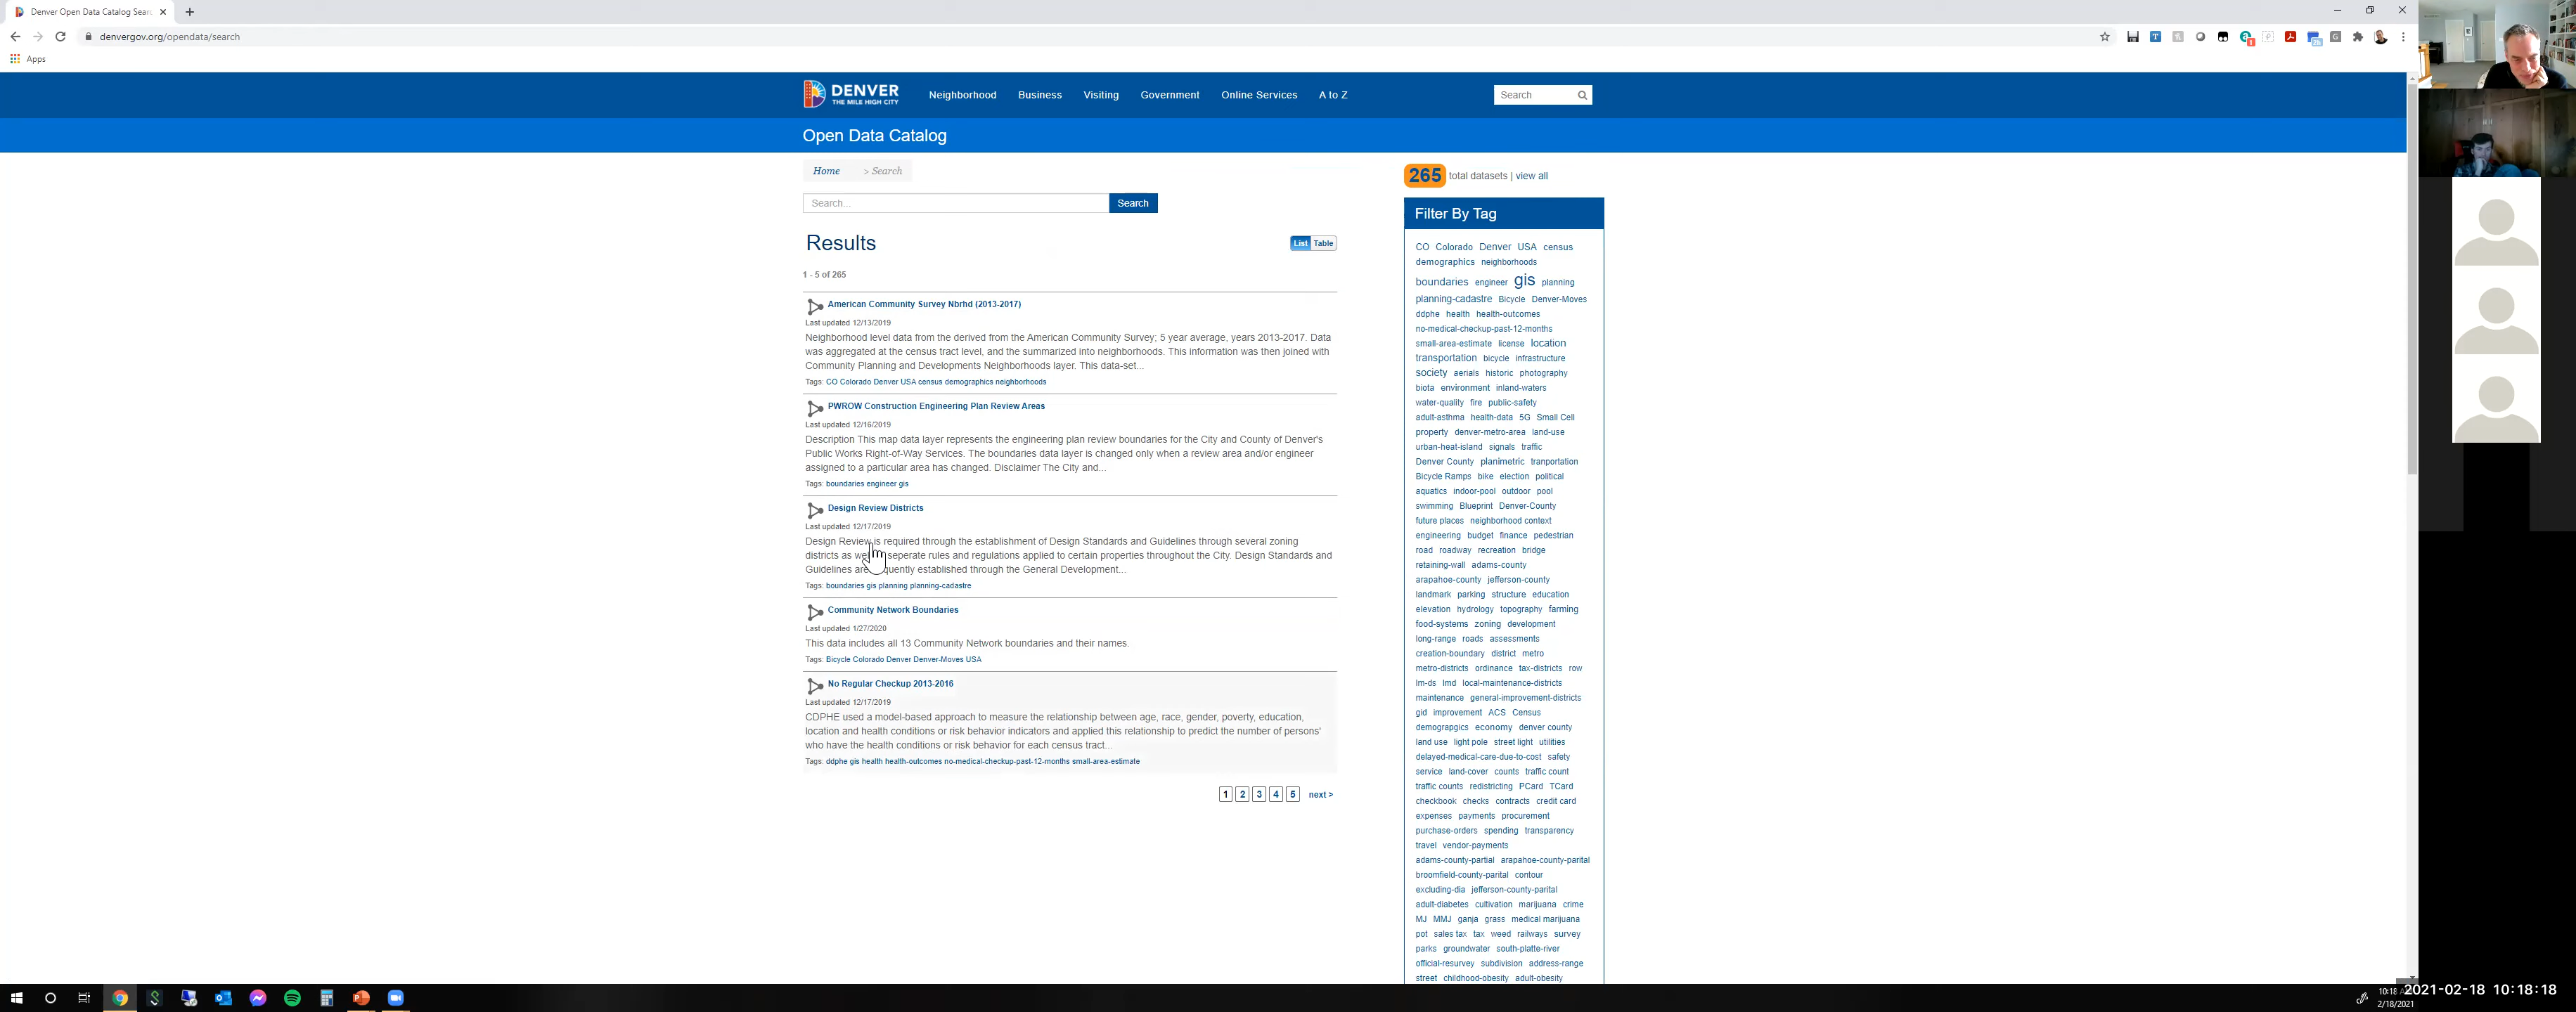 Denver Open Data Catalog Sear
denvergov.org/opendata/search
Apps
DENVER
THE MILE HIGH CITY
Neighborhood Business Visiting Government Online Services A to Z
Search
Open Data Catalog
Home > Search
Search...
Search
Results
List Table
1 - 5 of 265
American Community Survey Nbrhd (2013-2017)
Last updated 12/13/2019
Neighborhood level data from the derived from the American Community Survey; 5 year average, years 2013-2017. Data
was aggregated at the census tract level, and the summarized into neighborhoods. This information was then joined with
Community Planning and Developments Neighborhoods layer. This data-set...
Tags: CO Colorado Denver USA census demographics neighborhoods
PWROW Construction Engineering Plan Review Areas
Last updated 12/16/2019
Description This map data layer represents the engineering plan review boundaries for the City and County of Denver's
Public Works Right-of-Way Services. The boundaries data layer is changed only when a review area and/or engineer
assigned to a particular area has changed. Disclaimer The City and...
Tags: boundaries engineer gis
Design Review Districts
Last updated 12/17/2019
Design Review is required through the establishment of Design Standards and Guidelines through several zoning
districts as seperate rules and regulations applied to certain properties throughout the City. Design Standards and
Guidelines are established through the General Development...
Tags: boundaries gis planning planning-cadastre
Community Network Boundaries
Last updated 1/27/2020
This data includes all 13 Community Network boundaries and their names.
Tags: Bicycle Colorado Denver Denver-Moves USA
No Regular Checkup 2013-2016
Last updated 12/17/2019
CDPHE used a model-based approach to measure the relationship between age, race, gender, poverty, education,
location and health conditions or risk behavior indicators and applied this relationship to predict the number of persons'
who have the health conditions or risk behavior for each census tract...
Tags: ddphe gis health health-outcomes no-medical-checkup-past-12-months small-area-estimate
1 2 3 4 5 next >
265 total datasets | view all
Filter By Tag
CO Colorado Denver USA census
demographics neighborhoods
boundaries engineer gis planning
planning-cadastre Bicycle Denver-Moves
ddphe health health-outcomes
no-medical-checkup-past-12-months
small-area-estimate license location
transportation bicycle infrastructure
society aerials historic photography
biota environment inland-waters
water-quality fire public-safety
adult-asthma health-data 5G Small Cell
property denver-metro-area land-use
urban-heat-island signals traffic
Denver County planimetric tranportation
Bicycle Ramps bike election political
aquatics indoor-pool outdoor pool
swimming Blueprint Denver-County
future places neighborhood context
engineering budget finance pedestrian
road roadway recreation bridge
retaining-wall adams-county
arapahoe-county jefferson-county
landmark parking structure education
elevation hydrology topography farming
food-systems zoning development
long-range roads assessments
creation-boundary district metro
metro-districts ordinance tax-districts row
lm-ds lmd local-maintenance-districts
maintenance general-improvement-districts
gid improvement ACS Census
demograpgics economy denver county
land use light pole street light utilities
delayed-medical-care-due-to-cost safety
service land-cover counts traffic count
traffic counts redistricting PCard TCard
checkbook checks contracts credit card
expenses payments procurement
purchase-orders spending transparency
travel vendor-payments
adams-county-partial arapahoe-county-parital
broomfield-county-parital contour
excluding-dia jefferson-county-parital
adult-diabetes cultivation marijuana crime
MJ MMJ ganja grass medical marijuana
pot sales tax tax weed railways survey
parks groundwater south-platte-river
official-resurvey subdivision address-range
street childhood-obesity adult-obesity
10:18
2021-02-18 10:18:18
2/18/2021